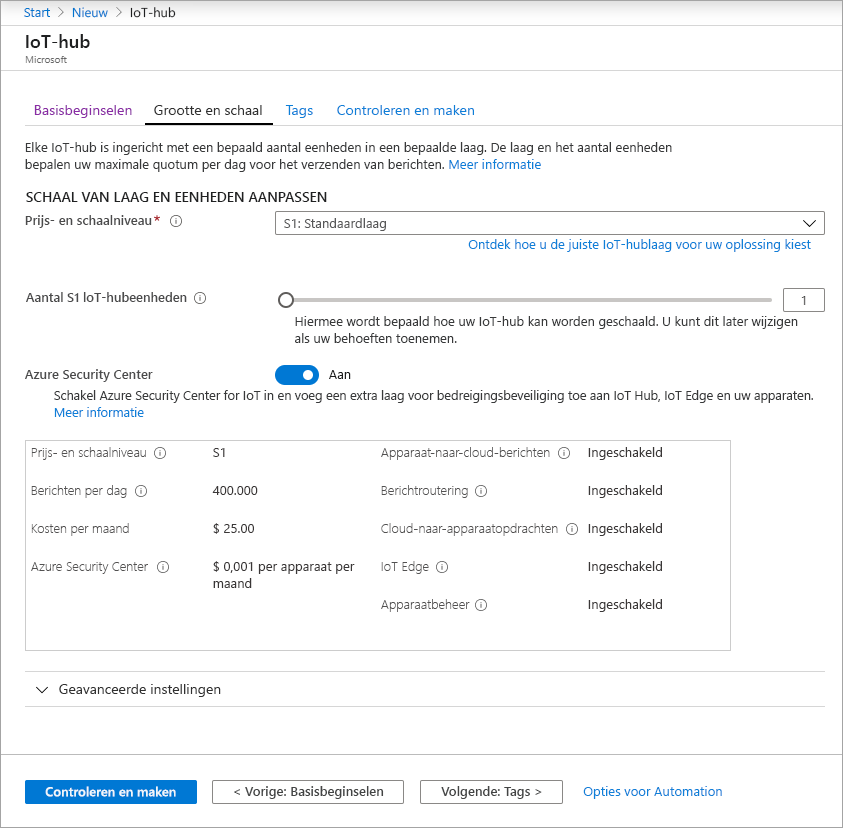 Start > Nieuw > IoT-hub
IoT-hub
Microsoft
Basisbeginselen Grootte en schaal Tags Controleren en maken
Elke IoT-hub is ingericht met een bepaald aantal eenheden in een bepaalde laag. De laag en het aantal eenheden
bepalen uw maximale quotum per dag voor het verzenden van berichten. Meer informatie
SCHAAL VAN LAAG EN EENHEDEN AANPASSEN
Prijs- en schaalniveau*
S1: Standaardlaag
Ontdek hoe u de juiste IoT-hublaag voor uw oplossing kiest
Aantal S1 IoT-hubeenheden
1
Hiermee wordt bepaald hoe uw IoT-hub kan worden geschaald. U kunt dit later wijzigen
als uw behoeften toenemen.
Azure Security Center Aan
Schakel Azure Security Center for IoT in en voeg een extra laag voor bedreigingsbeveiliging toe aan IoT Hub, IoT Edge en uw apparaten.
Meer informatie
Prijs- en schaalniveau S1 Apparaat-naar-cloud-berichten Ingeschakeld
Berichten per dag 400.000 Berichtroutering Ingeschakeld
Kosten per maand $ 25.00 Cloud-naar-apparaatopdrachten Ingeschakeld
Azure Security Center $ 0,001 per apparaat per IoT Edge Ingeschakeld
maand
Apparaatbeheer Ingeschakeld
Geavanceerde instellingen
Controleren en maken < Vorige: Basisbeginselen Volgende: Tags > Opties voor Automation